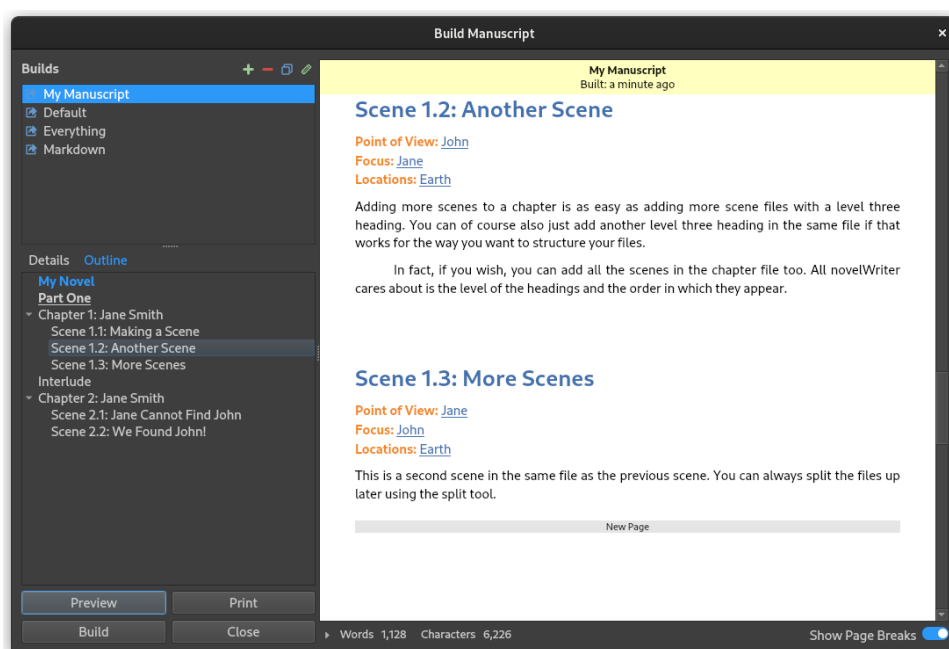 Build Manuscript
Builds
My Manuscript
Default
Everything
Markdown
Details Outline
My Novel
Part One
Chapter 1: Jane Smith
Scene 1.1: Making a Scene
Scene 1.2: Another Scene
Scene 1.3: More Scenes
Interlude
Chapter 2: Jane Smith
Scene 2.1: Jane Cannot Find John
Scene 2.2: We Found John!
Preview Print
Build Close
My Manuscript
Built: a minute ago
Scene 1.2: Another Scene
Point of View: John
Focus: Jane
Locations: Earth
Adding more scenes to a chapter is as easy as adding more scene files with a level three
heading. You can of course also just add another level three heading in the same file if that
works for the way you want to structure your files.
In fact, if you wish, you can add all the scenes in the chapter file too. All novelWriter
cares about is the level of the headings and the order in which they appear.
Scene 1.3: More Scenes
Point of View: Jane
Focus: John
Locations: Earth
This is a second scene in the same file as the previous scene. You can always split the files up
later using the split tool.
New Page
Words 1,128 Characters 6,226
Show Page Breaks